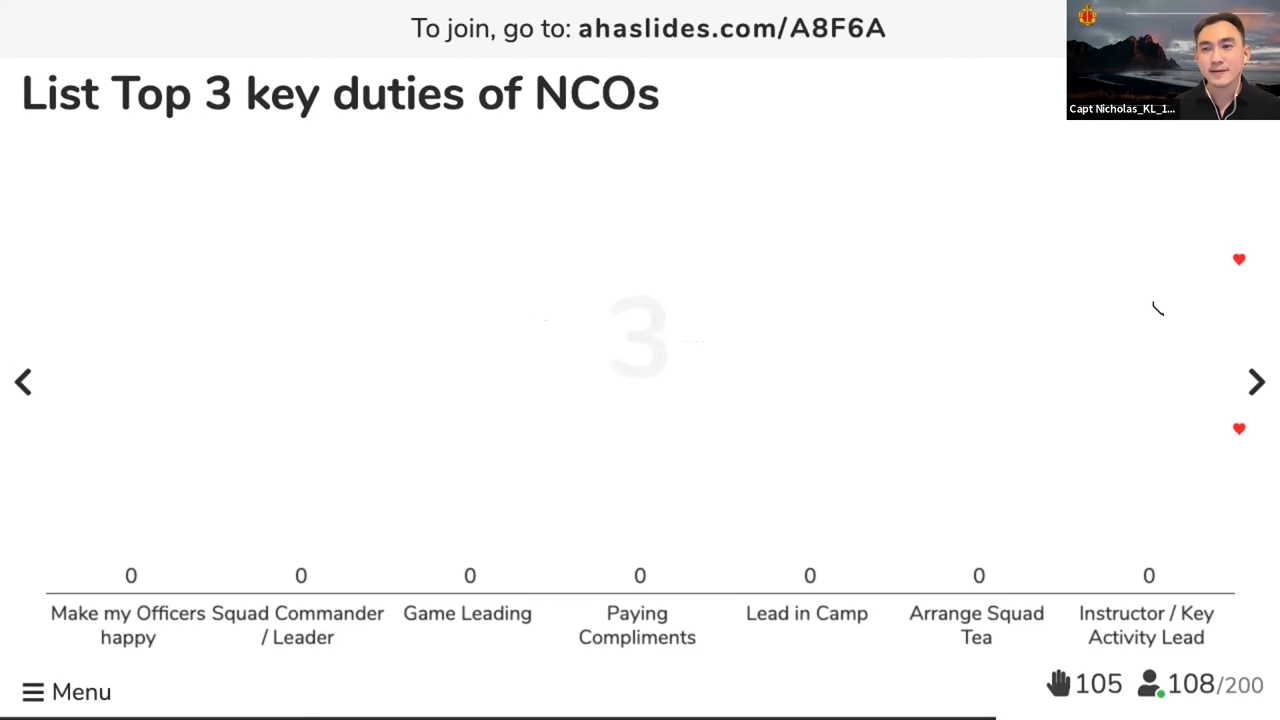 To join, go to: ahaslides.com/A8F6A
Capt Nicholas_KL_1...
List Top 3 key duties of NCOs
3
0 0 0 0 0 0 0
Make my Officers happy
Squad Commander / Leader
Game Leading
Paying Compliments
Lead in Camp
Arrange Squad Tea
Instructor / Key Activity Lead
Menu
105 108/200